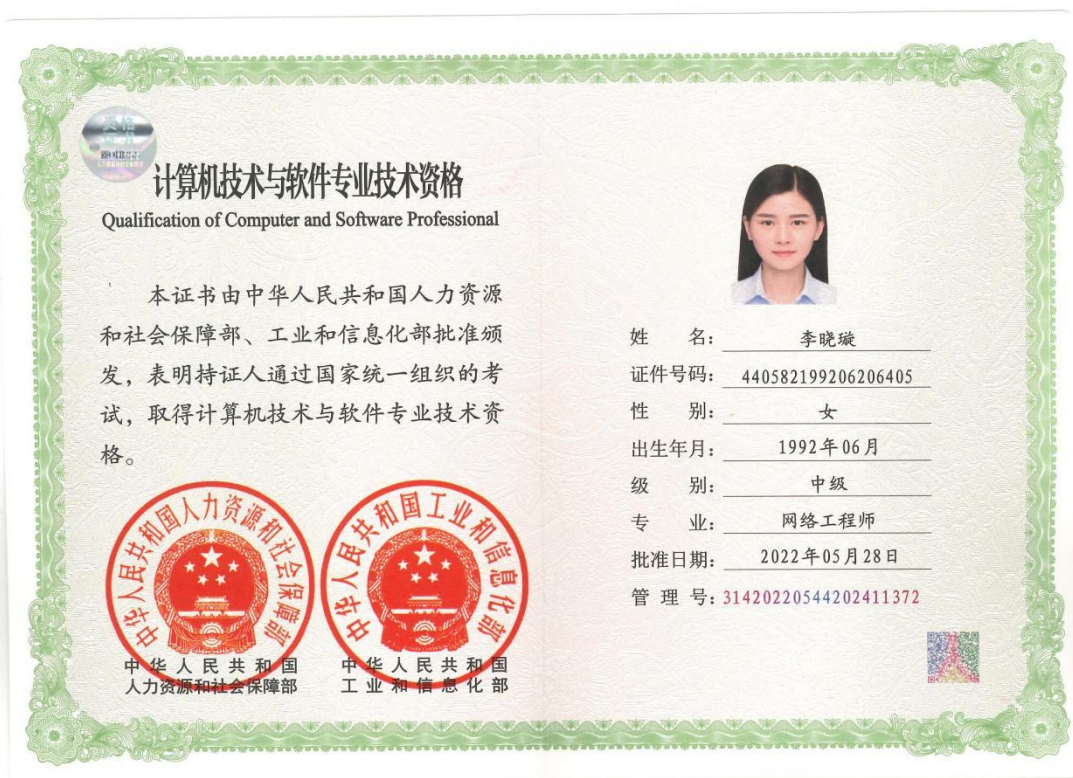 计算机技术与软件专业技术资格
Qualification of Computer and Software Professional
本证书由中华人民共和国人力资源
和社会保障部、工业和信息化部批准颁
发，表明持证人通过国家统一组织的考
试，取得计算机技术与软件专业技术资
格。
中华人民共和国人力资源和社会保障部
中华人民共和国
人力资源和社会保障部
中华人民共和国工业和信息化部
中华人民共和国
工业和信息化部
姓 名： 李晓璇
证件号码： 440582199206206405
性 别： 女
出生年月： 1992年06月
级 别： 中级
专 业： 网络工程师
批准日期： 2022年05月28日
管 理 号： 31420220544202411372